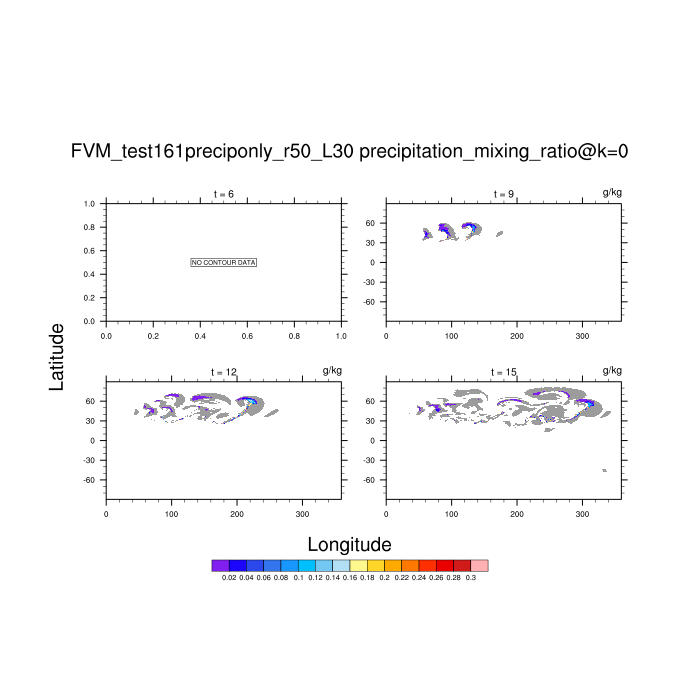 FVM_test161preciponly_r50_L30 precipitation_mixing_ratio@k=0
t = 6
t = 9 g/kg
1.0
0.8
0.6
0.4
0.2
0.0
NO CONTOUR DATA
0.0 0.2 0.4 0.6 0.8 1.0
60
30
0
-30
-60
0 100 200 300
Latitude
t = 12 g/kg
60
30
0
-30
-60
0 100 200 300
t = 15 g/kg
60
30
0
-30
-60
0 100 200 300
Longitude
0.02 0.04 0.06 0.08 0.1 0.12 0.14 0.16 0.18 0.2 0.22 0.24 0.26 0.28 0.3